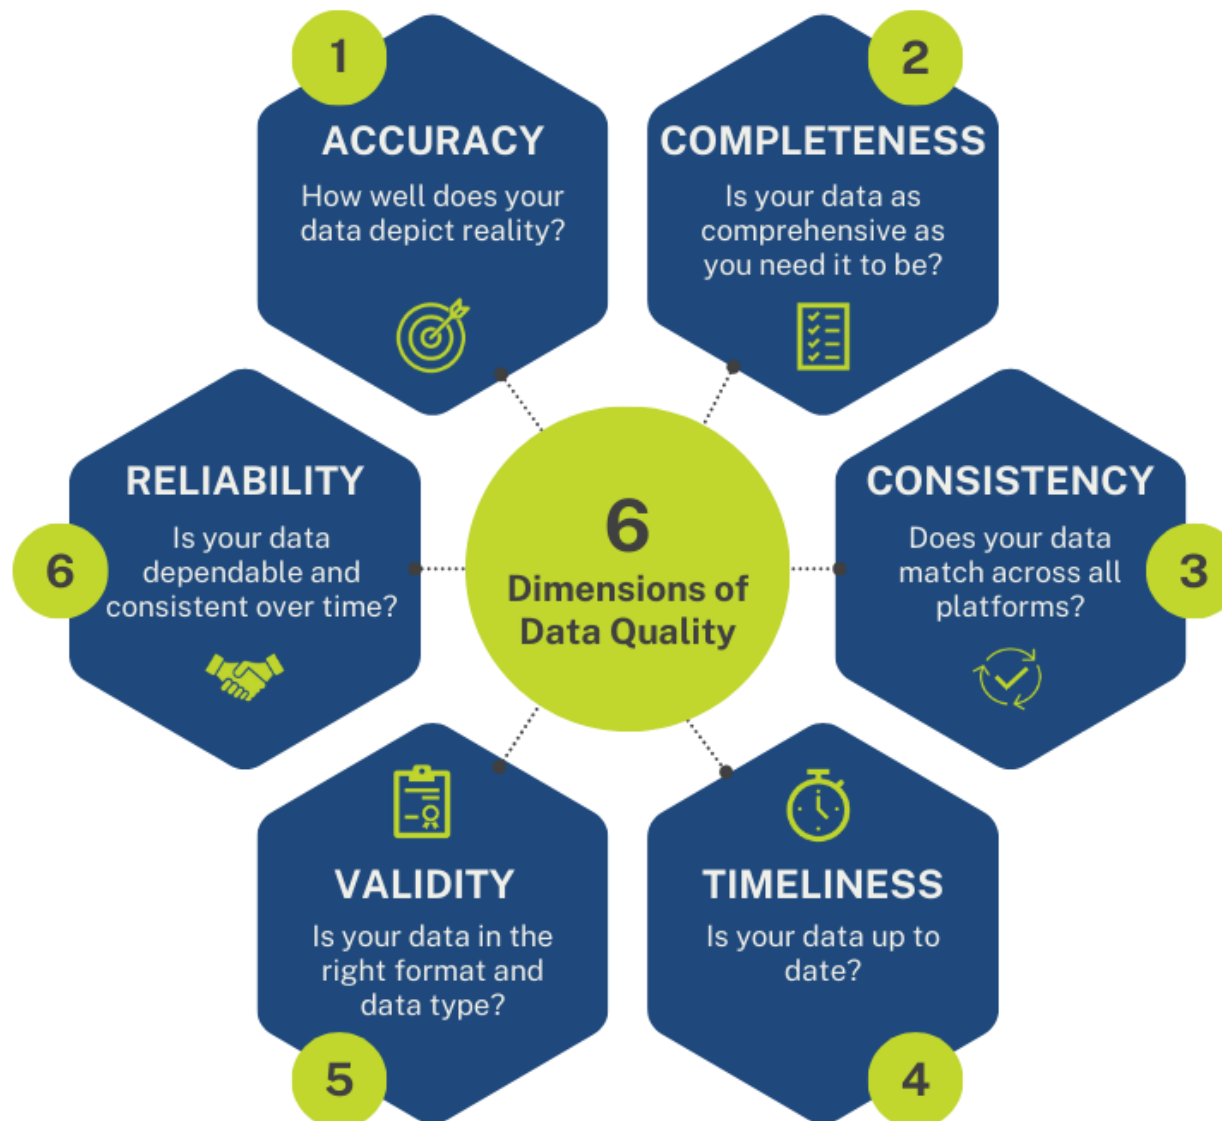 1
ACCURACY
How well does your
data depict reality?
2
COMPLETENESS
Is your data as
comprehensive as
you need it to be?
3
CONSISTENCY
Does your data
match across all
platforms?
4
TIMELINESS
Is your data up to
date?
5
VALIDITY
Is your data in the
right format and
data type?
6
RELIABILITY
Is your data
dependable and
consistent over time?
6
Dimensions of
Data Quality